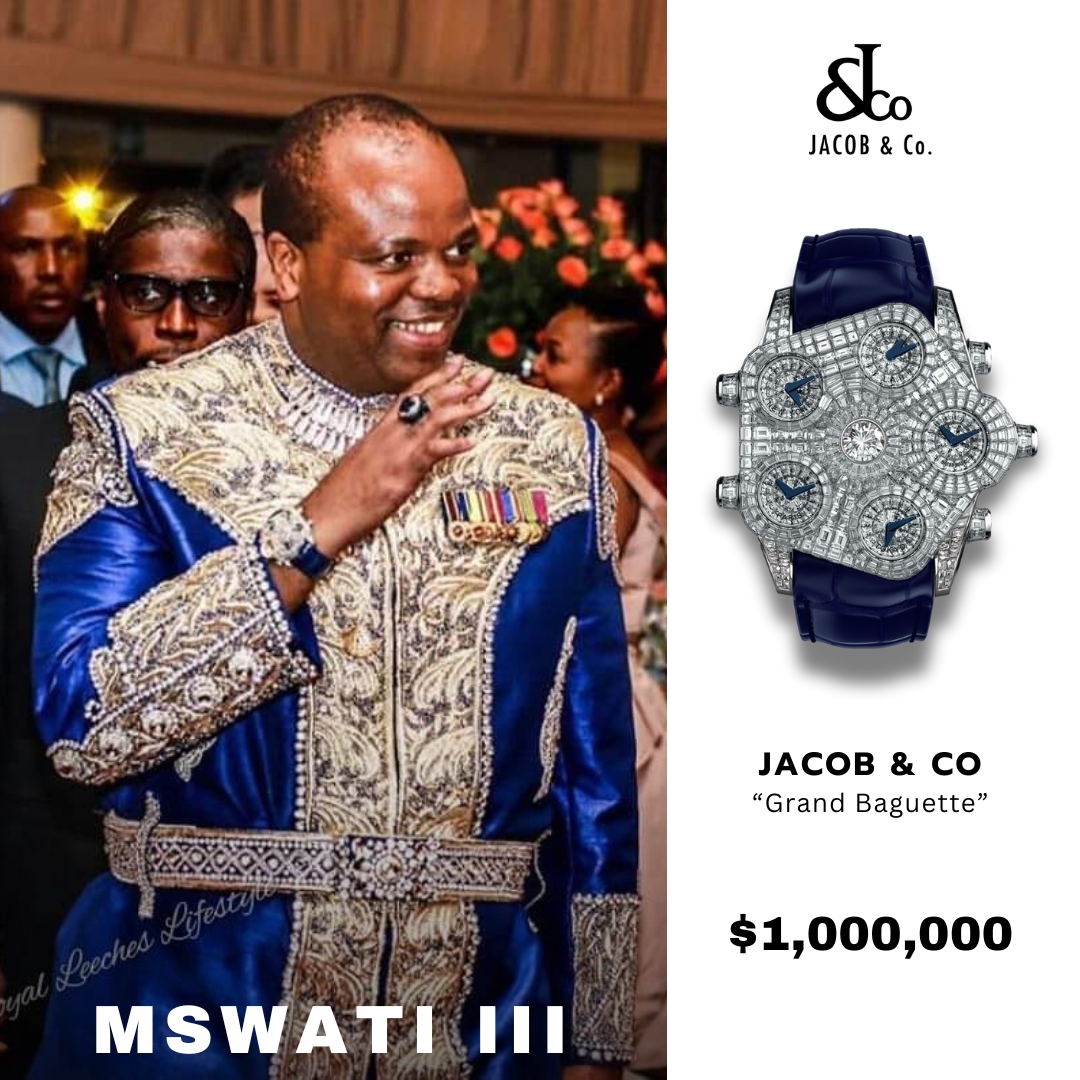 &Co
JACOB & Co.
JACOB & CO
“Grand Baguette”
$1,000,000
Royal Leeches Lifestyle
MSWATI III